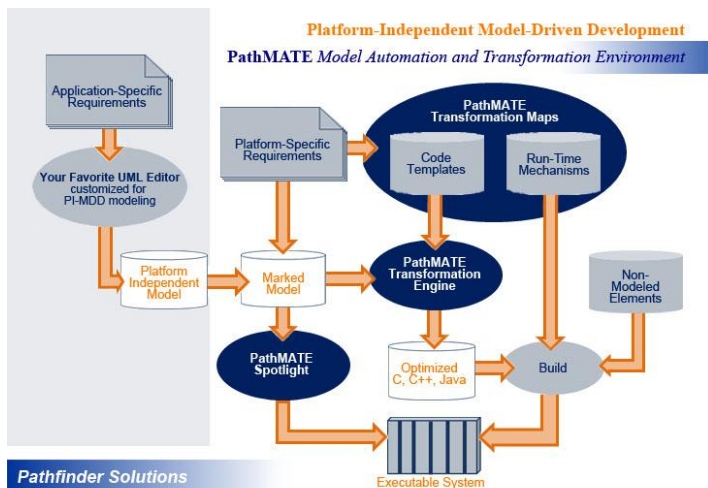 Platform-Independent Model-Driven Development
PathMATE Model Automation and Transformation Environment
Application-Specific
Requirements
Your Favorite UML Editor
customized for
PI-MDD modeling
Platform
Independent
Model
Platform-Specific
Requirements
Marked
Model
PathMATE
Spotlight
PathMATE
Transformation Maps
Code
Templates
Run-Time
Mechanisms
PathMATE
Transformation
Engine
Optimized
C, C++, Java
Non-
Modeled
Elements
Build
Executable System
Pathfinder Solutions